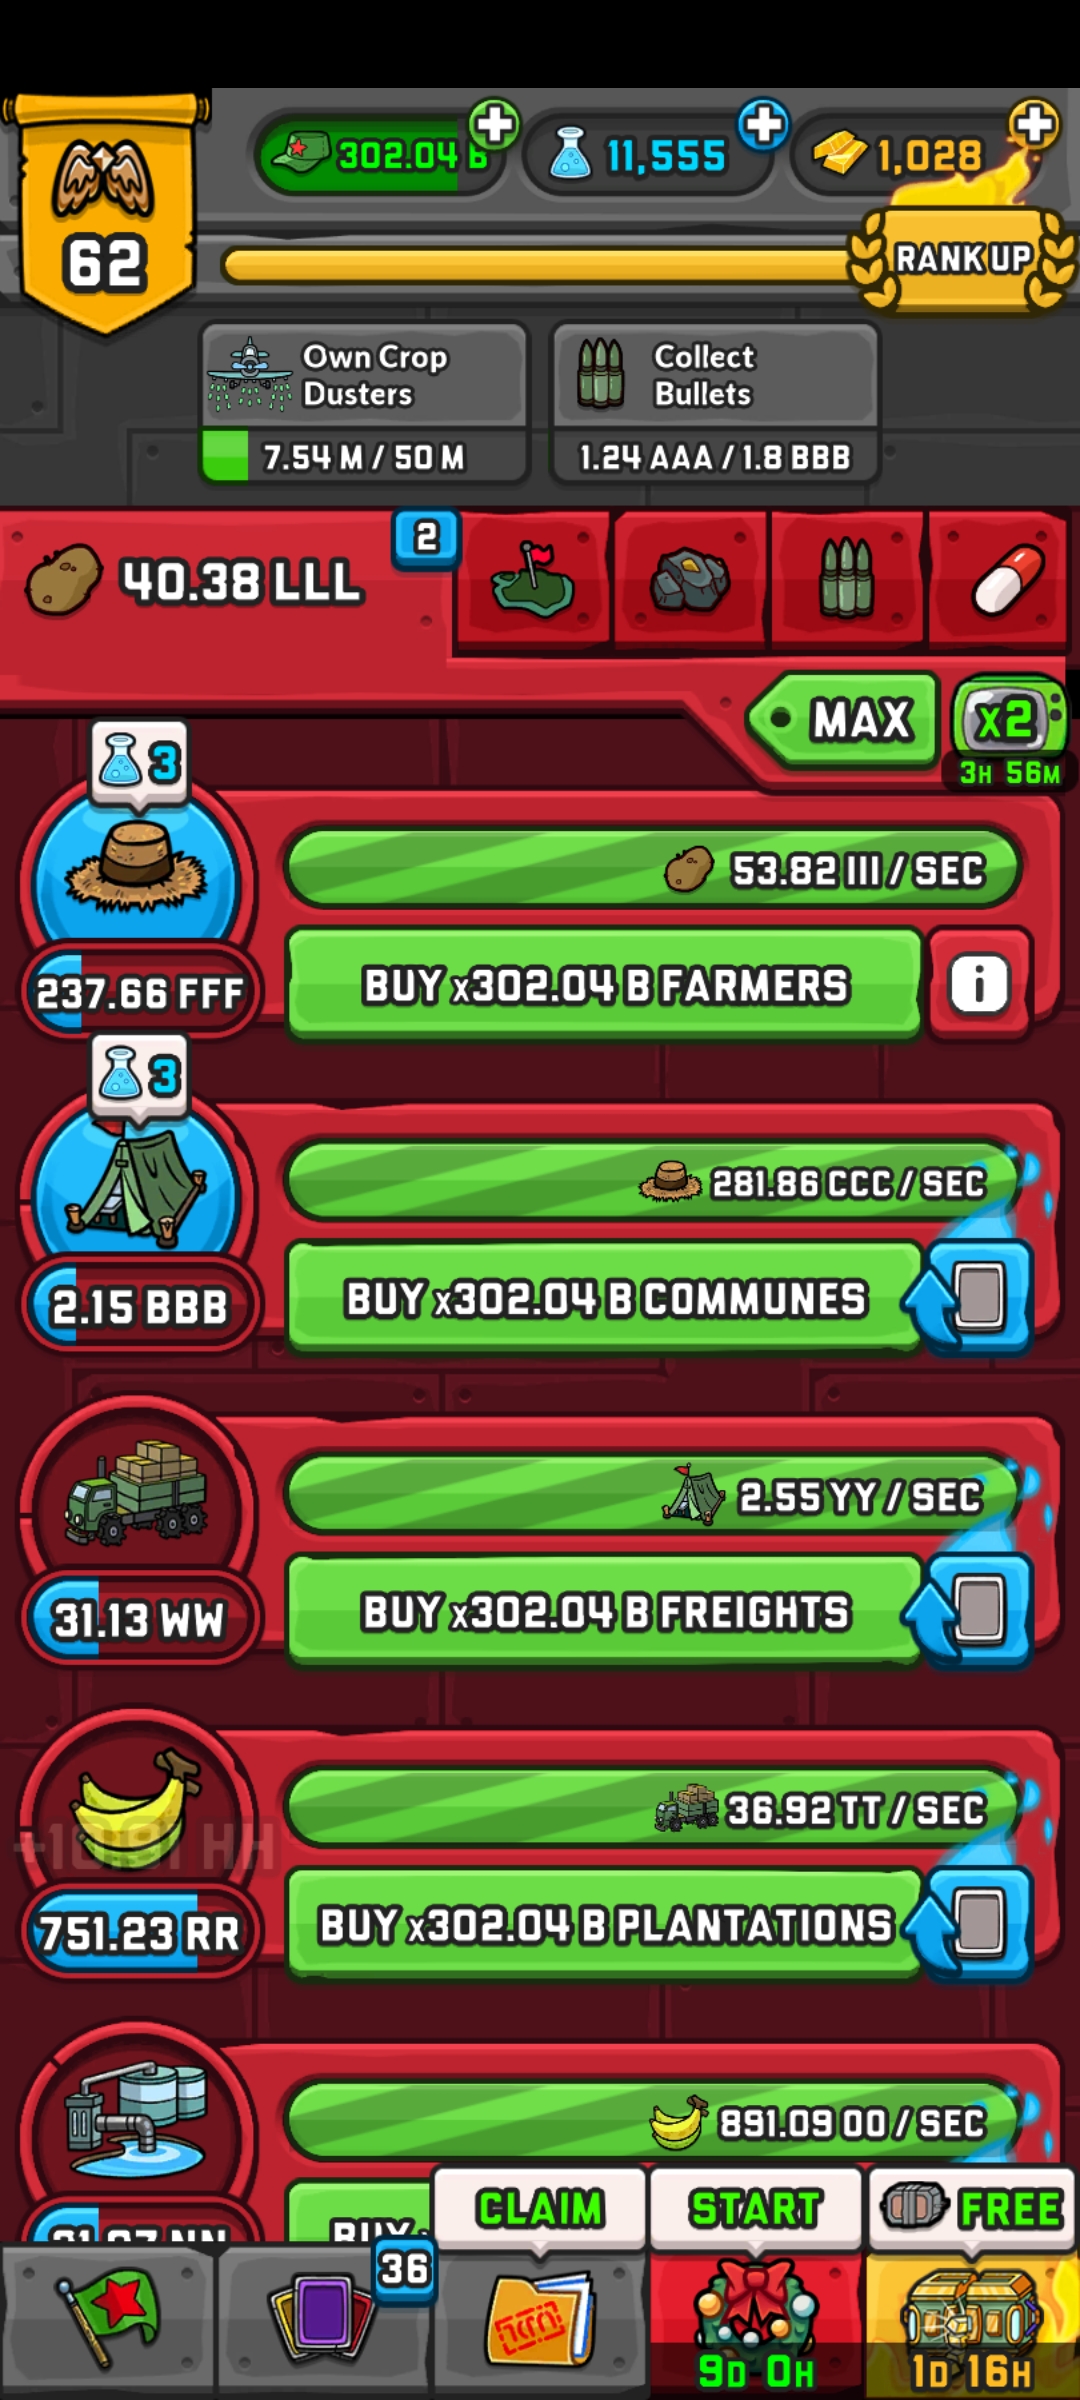 302.04 B
11,555
1,028
62
RANK UP
Own Crop
Dusters
7.54 M / 50 M
Collect
Bullets
1.24 AAA / 1.8 BBB
40.38 LLL
2
MAX
x2
3H 56M
3
53.82 III / SEC
237.66 FFF
BUY x302.04 B FARMERS
i
3
281.86 CCC / SEC
2.15 BBB
BUY x302.04 B COMMUNES
2.55 YY / SEC
31.13 WW
BUY x302.04 B FREIGHTS
36.92 TT / SEC
+10.91 HH
751.23 RR
BUY x302.04 B PLANTATIONS
891.09 OO / SEC
BUY
CLAIM
START
FREE
36
9D 0H
1D 16H